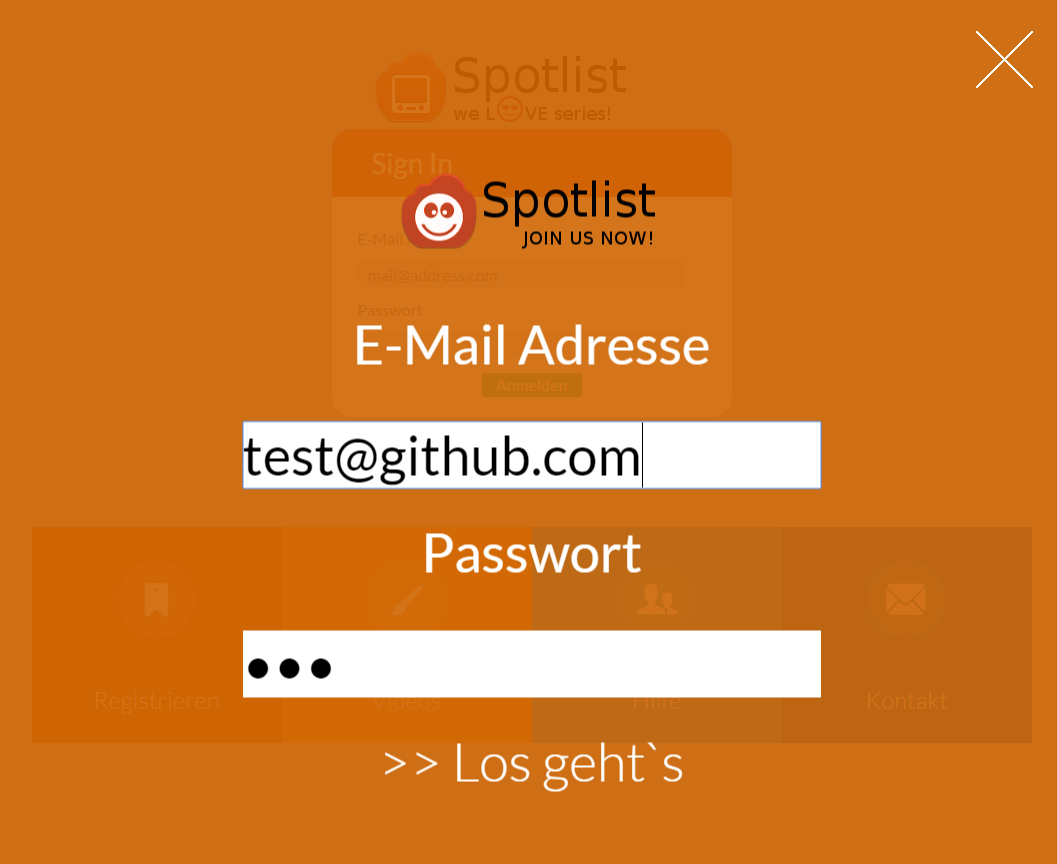 Spotlist
we L VE series!
Sign In
Spotlist
JOIN US NOW!
E-Mail
mail@address.com
Passwort
E-Mail Adresse
Anmelden
test@github.com
Passwort
Registrieren
Videos
Hilfe
Kontakt
>> Los geht`s